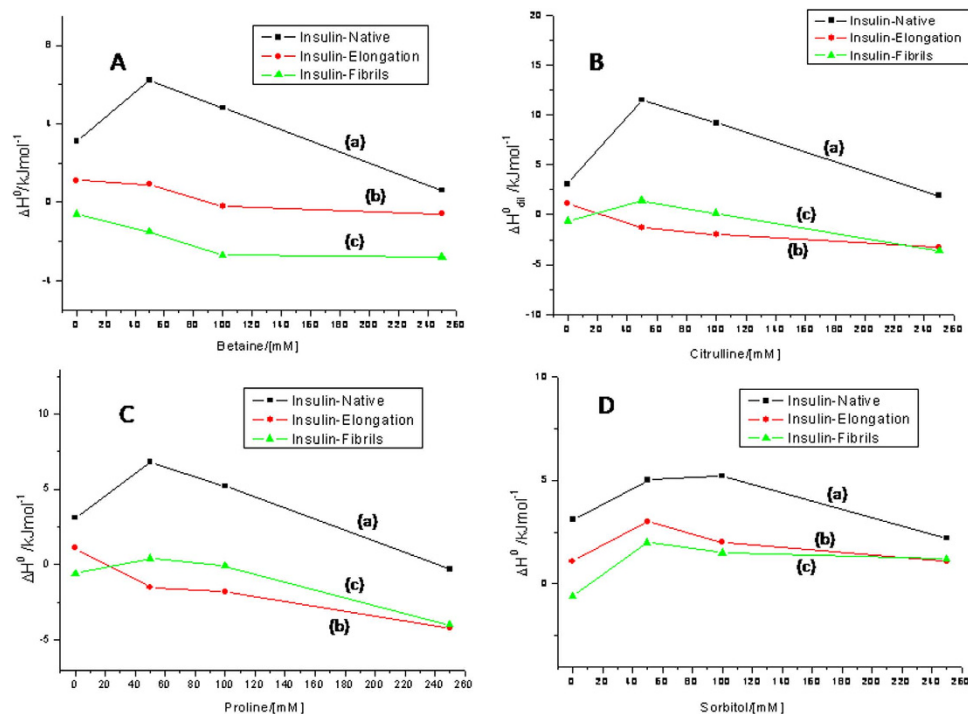 A
Insulin-Native
Insulin-Elongation
Insulin-Fibrils
8
4
0
-4
ΔH⁰/kJmol⁻¹
(a)
(b)
(c)
0 20 40 60 80 100 120 140 160 180 200 220 240 260
Betaine/[mM]
B
Insulin-Native
Insulin-Elongation
Insulin-Fibrils
20
15
10
5
0
-5
-10
ΔH⁰dil /kJmol⁻¹
(a)
(c)
(b)
0 20 40 60 80 100 120 140 160 180 200 220 240 260
Citrulline/[mM]
C
Insulin-Native
Insulin-Elongation
Insulin-Fibrils
10
5
0
-5
ΔH⁰ /kJmol⁻¹
(a)
(c)
(b)
0 20 40 60 80 100 120 140 160 180 200 220 240 260
Proline/[mM]
D
Insulin-Native
Insulin-Elongation
Insulin-Fibrils
10
5
0
ΔH⁰ /kJmol⁻¹
(a)
(b)
(c)
0 20 40 60 80 100 120 140 160 180 200 220 240 260
Sorbitol/[mM]